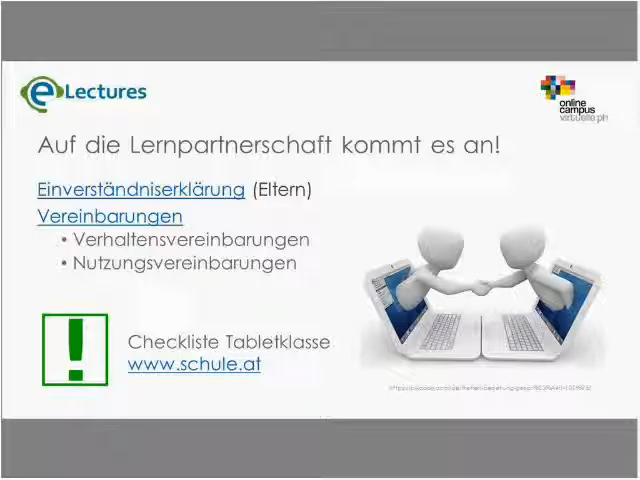 e Lectures
online
campus
virtuelle ph
Auf die Lernpartnerschaft kommt es an!
Einverständniserklärung (Eltern)
Vereinbarungen
• Verhaltensvereinbarungen
• Nutzungsvereinbarungen
!
Checkliste Tabletklasse
www.schule.at